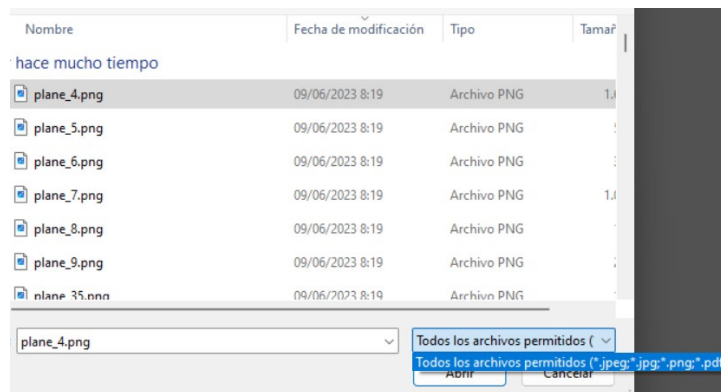 Nombre Fecha de modificación Tipo Tamañ
hace mucho tiempo
plane_4.png 09/06/2023 8:19 Archivo PNG 1.
plane_5.png 09/06/2023 8:19 Archivo PNG
plane_6.png 09/06/2023 8:19 Archivo PNG
plane_7.png 09/06/2023 8:19 Archivo PNG 1.
plane_8.png 09/06/2023 8:19 Archivo PNG
plane_9.png 09/06/2023 8:19 Archivo PNG
plane_35.png 09/06/2023 8:19 Archivo PNG
plane_4.png Todos los archivos permitidos (
Todos los archivos permitidos (*.jpeg;*.jpg;*.png;*.pdf
Abrir Cancelar